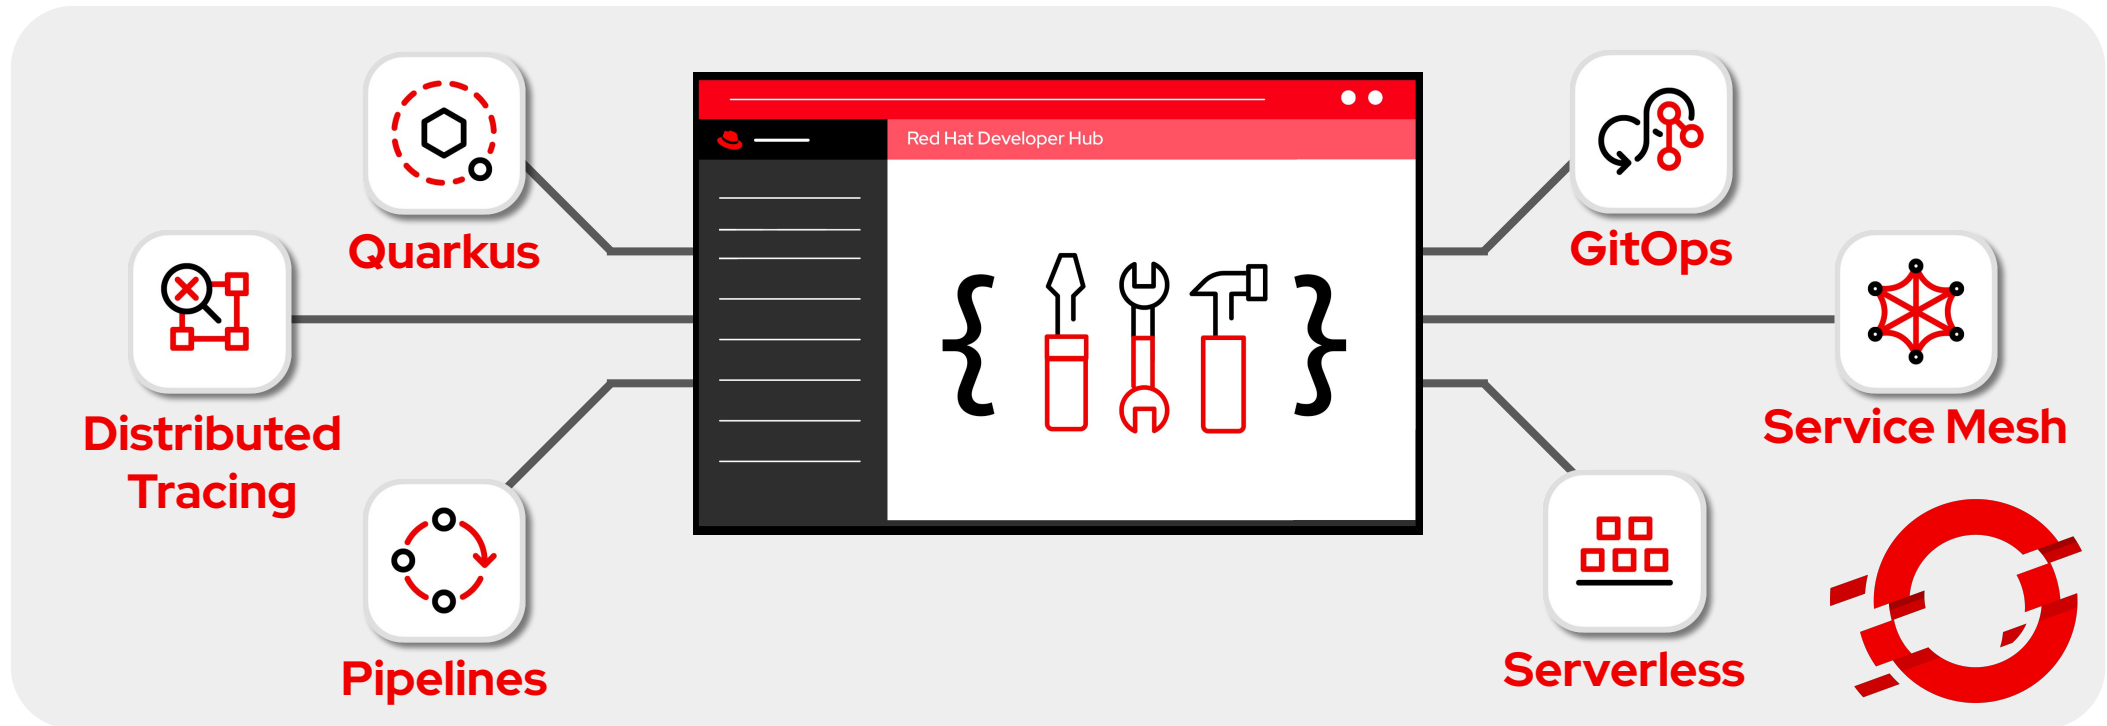 Red Hat Developer Hub
Quarkus
GitOps
Distributed
Tracing
Service Mesh
Pipelines
Serverless